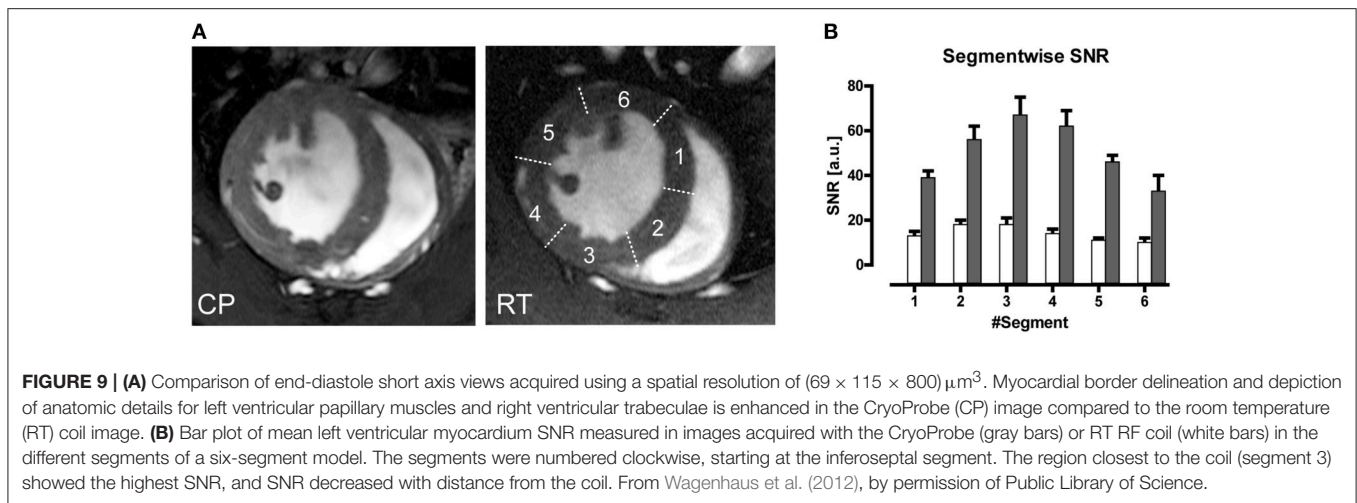 A
CP
RT
1
2
3
4
5
6
B
Segmentwise SNR
SNR [a.u.]
80
60
40
20
0
1 2 3 4 5 6
#Segment
FIGURE 9 | (A) Comparison of end-diastole short axis views acquired using a spatial resolution of (69 × 115 × 800) μm³. Myocardial border delineation and depiction
of anatomic details for left ventricular papillary muscles and right ventricular trabeculae is enhanced in the CryoProbe (CP) image compared to the room temperature
(RT) coil image. (B) Bar plot of mean left ventricular myocardium SNR measured in images acquired with the CryoProbe (gray bars) or RT RF coil (white bars) in the
different segments of a six-segment model. The segments were numbered clockwise, starting at the inferoseptal segment. The region closest to the coil (segment 3)
showed the highest SNR, and SNR decreased with distance from the coil. From Wagenhaus et al. (2012), by permission of Public Library of Science.